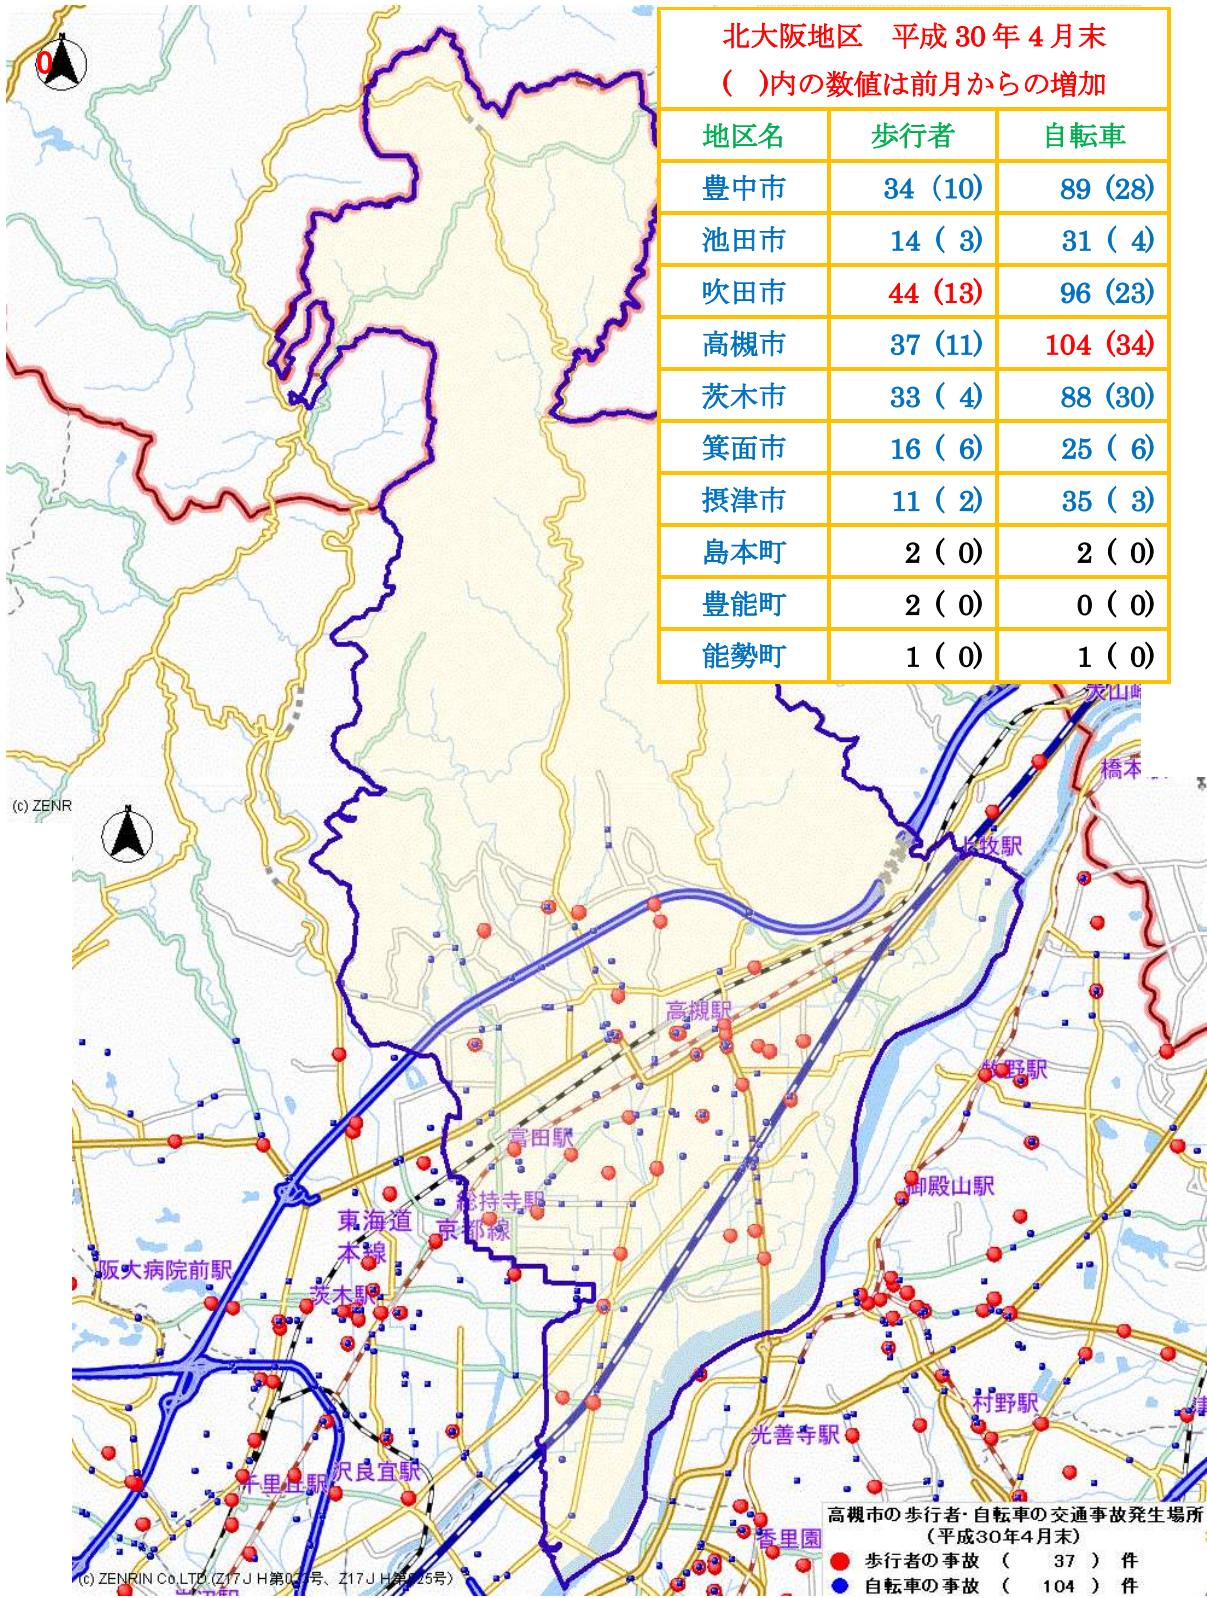 0
北大阪地区　平成 30 年 4 月末
(　)内の数値は前月からの増加
地区名 歩行者 自転車
豊中市 34 (10) 89 (28)
池田市 14 ( 3) 31 ( 4)
吹田市 44 (13) 96 (23)
高槻市 37 (11) 104 (34)
茨木市 33 ( 4) 88 (30)
箕面市 16 ( 6) 25 ( 6)
摂津市 11 ( 2) 35 ( 3)
島本町 2 ( 0) 2 ( 0)
豊能町 2 ( 0) 0 ( 0)
能勢町 1 ( 0) 1 ( 0)
大山崎
橋本
(c) ZENR
上牧駅
高槻駅
牧野駅
富田駅
御殿山駅
総持寺駅
東海道
本線
京都線
阪大病院前駅
茨木駅
村野駅
津
光善寺駅
沢良宜駅
千里丘駅
香里園
高槻市の歩行者・自転車の交通事故発生場所
(平成30年4月末)
歩行者の事故 ( 37 ) 件
自転車の事故 ( 104 ) 件